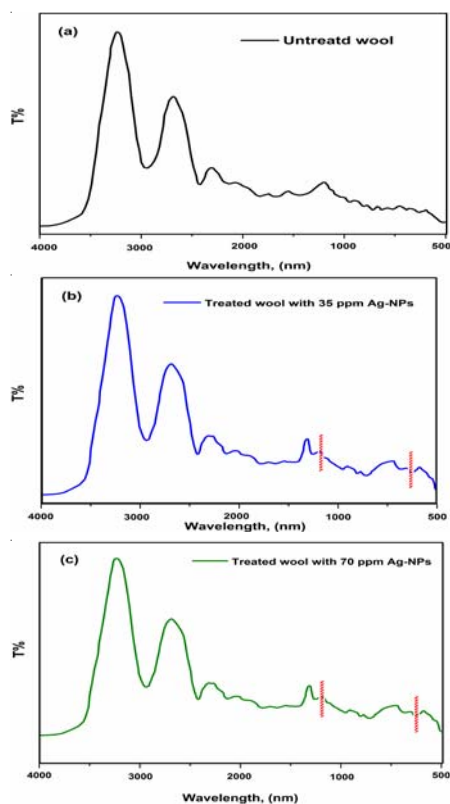 (a)
Untreatd wool
T%
4000 3000 2000 1000 500
Wavelength, (nm)
(b)
Treated wool with 35 ppm Ag-NPs
T%
4000 3000 2000 1000 500
Wavelength, (nm)
(c)
Treated wool with 70 ppm Ag-NPs
T%
4000 3000 2000 1000 500
Wavelength, (nm)